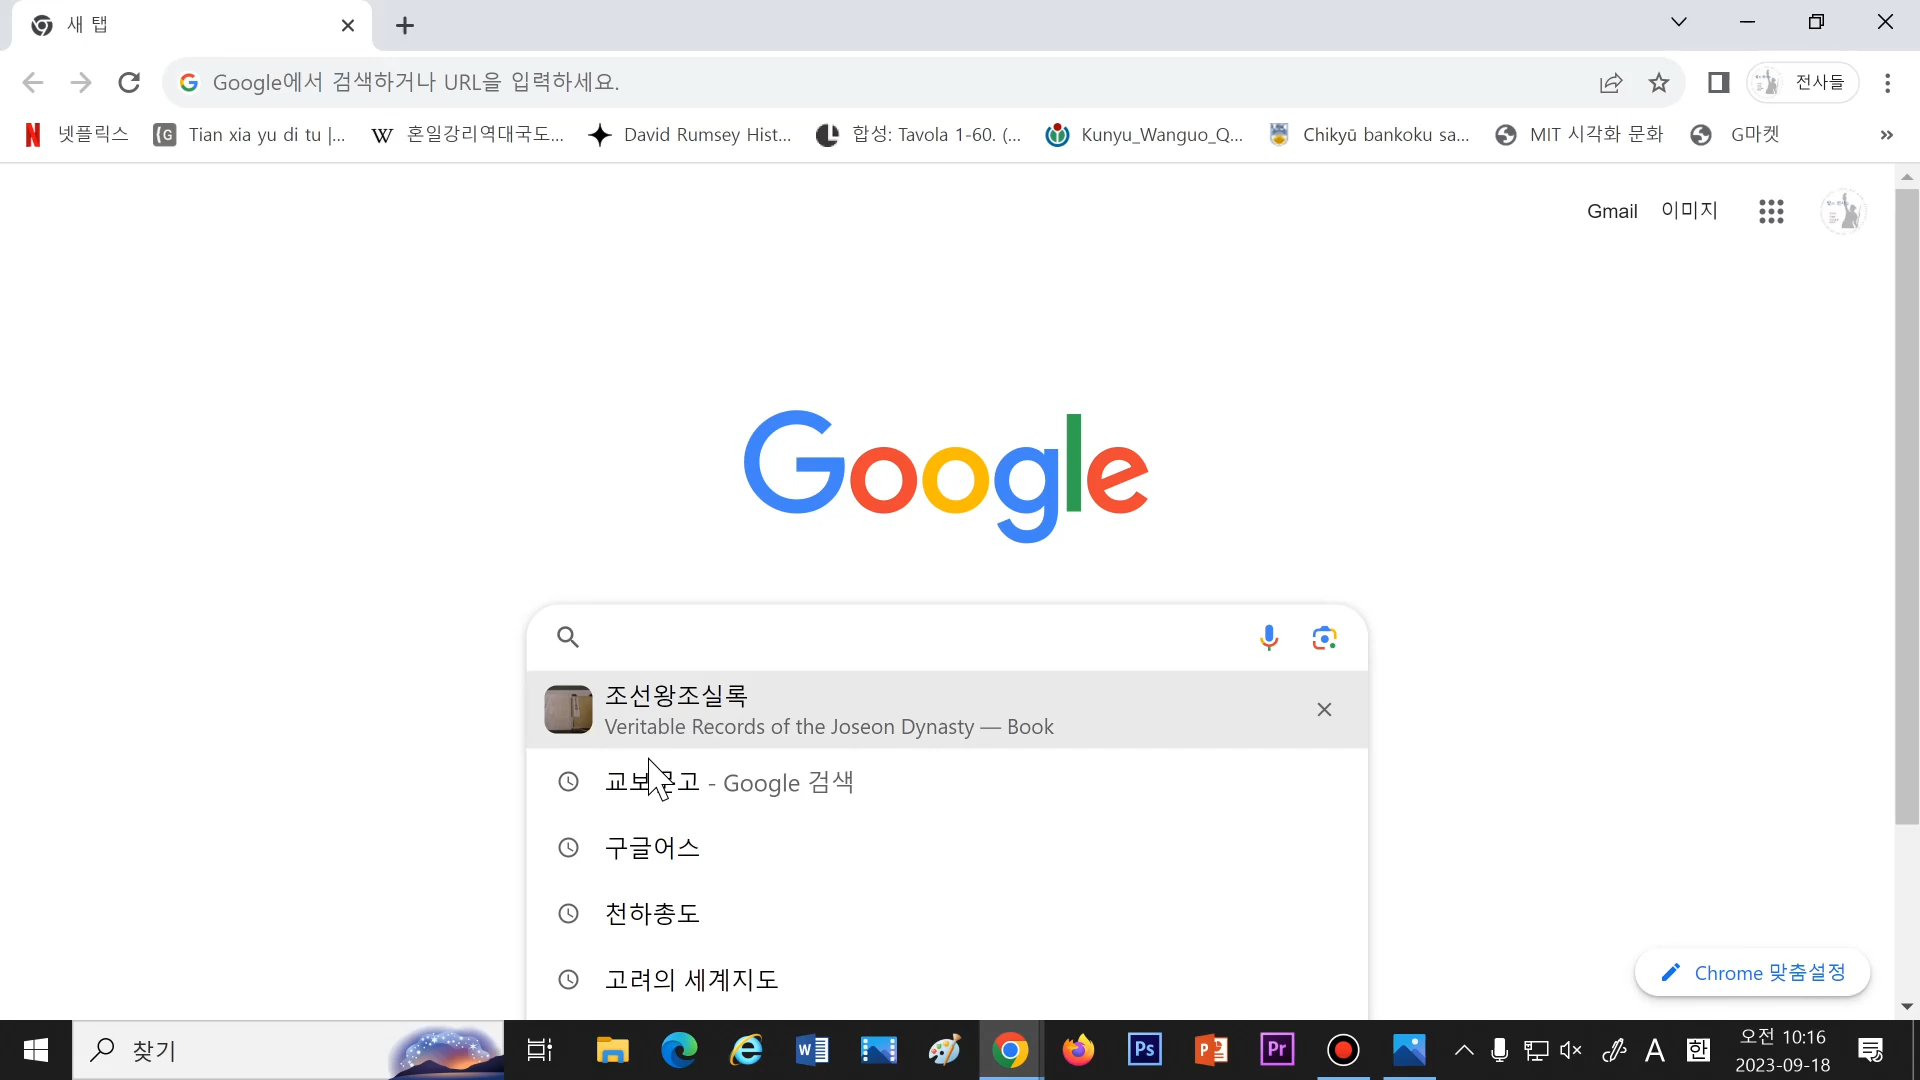 새 탭
Google에서 검색하거나 URL을 입력하세요.
전사들
넷플릭스
Tian xia yu di tu |...
혼일강리역대국도...
David Rumsey Hist...
합성: Tavola 1-60. (...
Kunyu_Wanguo_Q...
Chikyū bankoku sa...
MIT 시각화 문화
G마켓
Gmail 이미지
Google
조선왕조실록
Veritable Records of the Joseon Dynasty — Book
교보문고 - Google 검색
구글어스
천하총도
고려의 세계지도
Chrome 맞춤설정
찾기
A
한
오전 10:16
2023-09-18